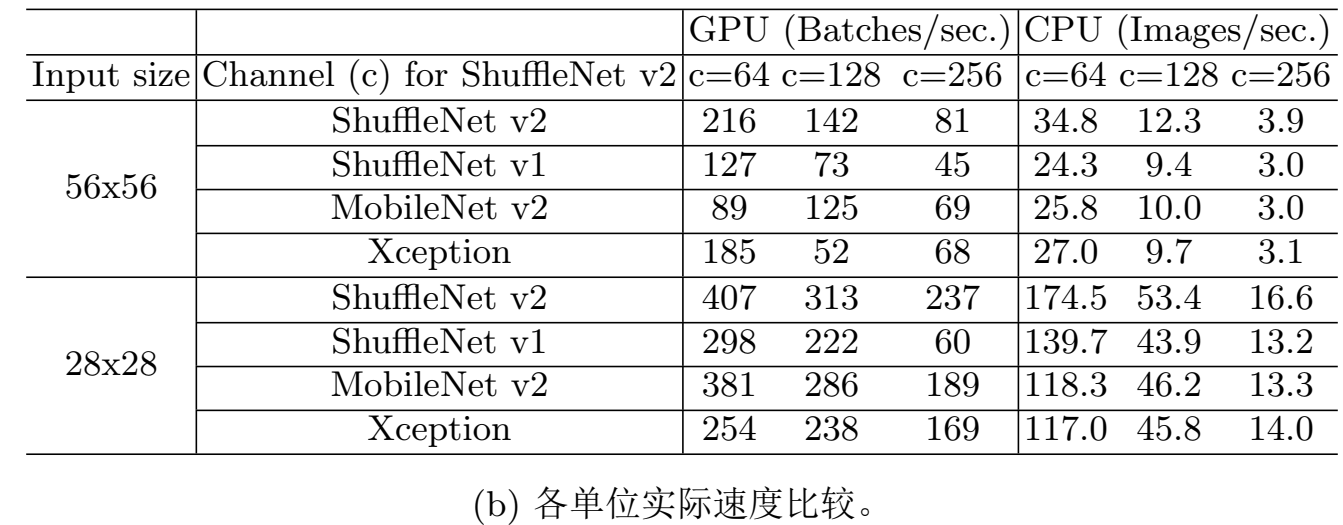 GPU (Batches/sec.) CPU (Images/sec.)
Input size Channel (c) for ShuffleNet v2 c=64 c=128 c=256 c=64 c=128 c=256
ShuffleNet v2 216 142 81 34.8 12.3 3.9
ShuffleNet v1 127 73 45 24.3 9.4 3.0
56x56
MobileNet v2 89 125 69 25.8 10.0 3.0
Xception 185 52 68 27.0 9.7 3.1
ShuffleNet v2 407 313 237 174.5 53.4 16.6
ShuffleNet v1 298 222 60 139.7 43.9 13.2
28x28
MobileNet v2 381 286 189 118.3 46.2 13.3
Xception 254 238 169 117.0 45.8 14.0
(b) 各单位实际速度比较。